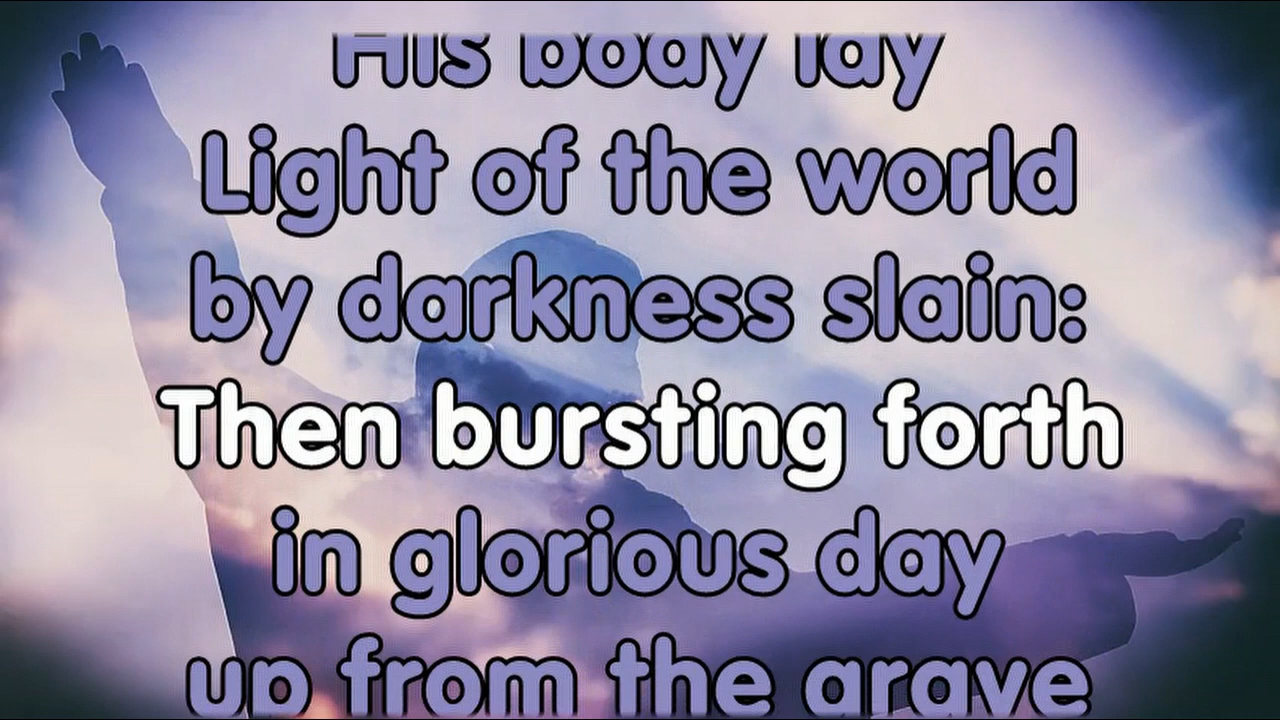 His body lay
Light of the world
by darkness slain:
Then bursting forth
in glorious day
up from the grave